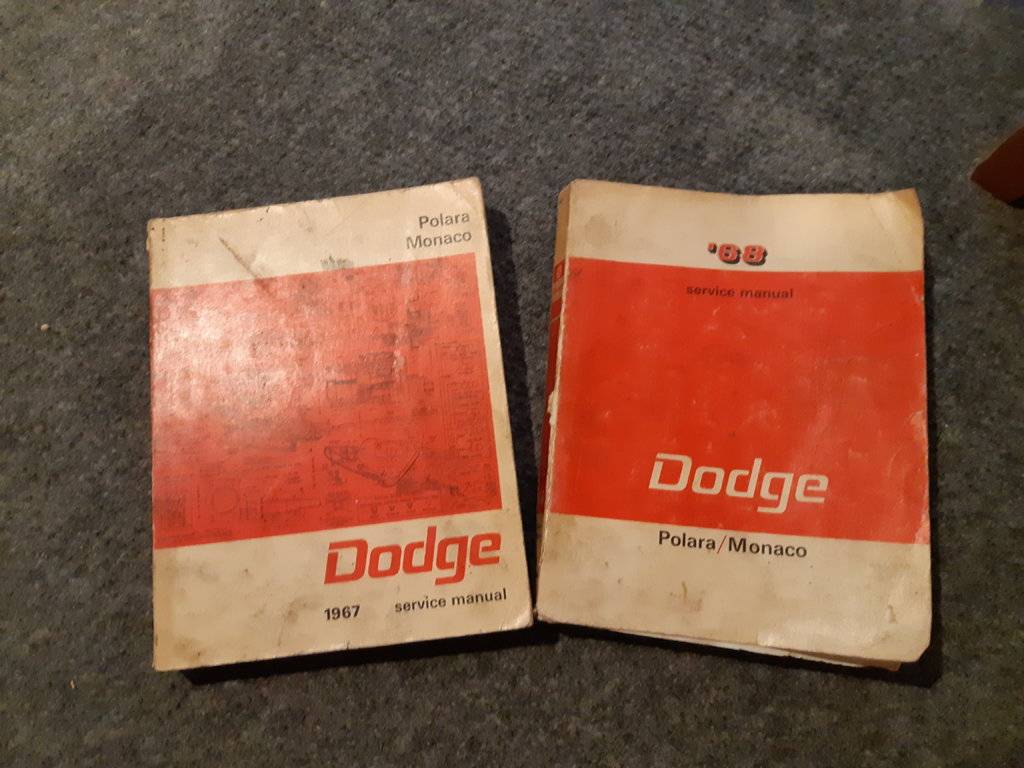 Polara
Monaco
Dodge
1967 service manual
'68
service manual
Dodge
Polara/Monaco